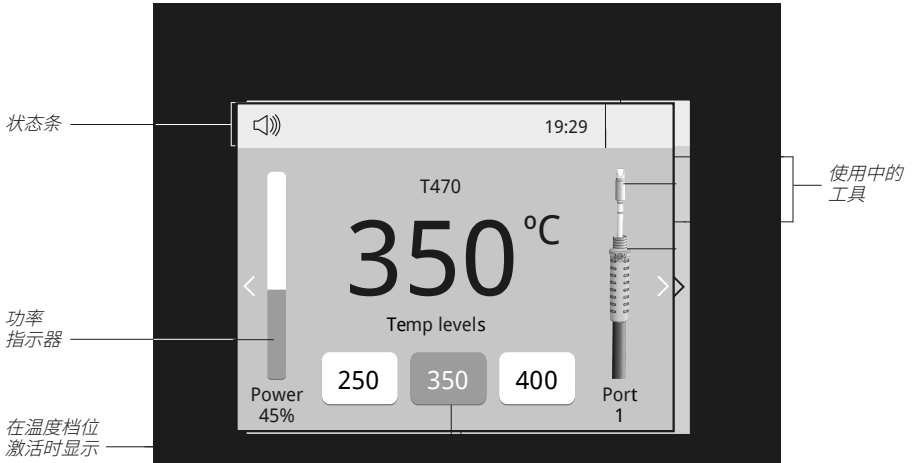 状态条
19:29
使用中的
工具
T470
350
ºC
功率
指示器
Temp levels
250
350
400
Power
45%
Port
1
在温度档位
激活时显示